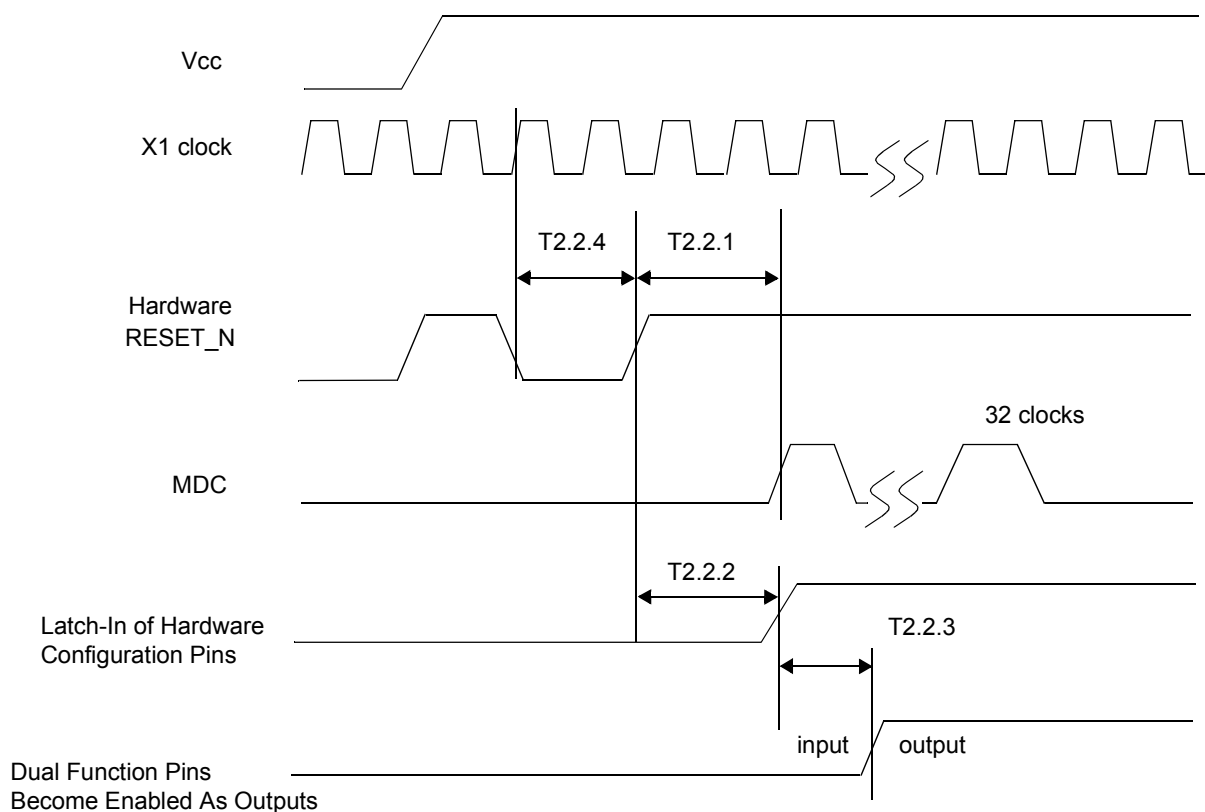 Vcc
X1 clock
T2.2.4
T2.2.1
Hardware
RESET_N
32 clocks
MDC
T2.2.2
Latch-In of Hardware
Configuration Pins
T2.2.3
input
output
Dual Function Pins
Become Enabled As Outputs